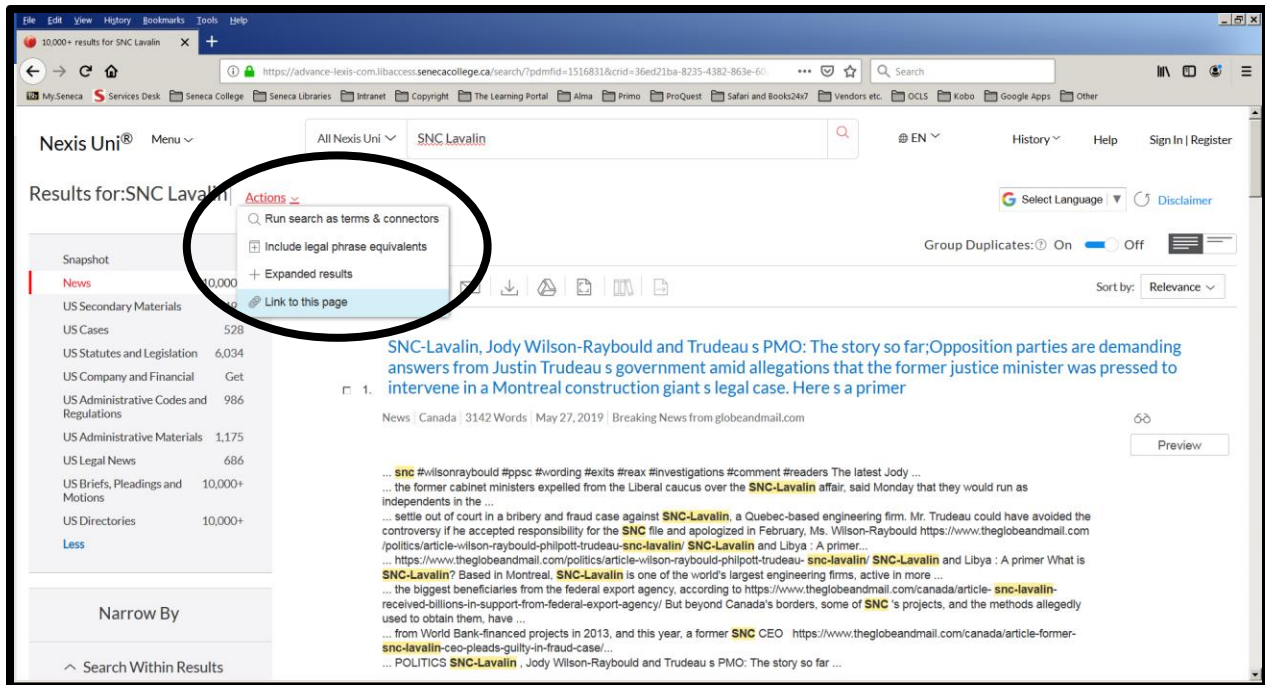 File Edit View History Bookmarks Tools Help
10,000+ results for SNC Lavalin
https://advance-lexis-com.libaccess.senecacollege.ca/search/?pdmfid=1516831&crid=36ed21ba-8235-4382-863e-60 Search
My.Seneca Services Desk Seneca College Seneca Libraries Intranet Copyright The Learning Portal Alma Primo ProQuest Safari and Books24x7 Vendors etc. OCLS Kobo Google Apps Other
Nexis Uni® Menu All Nexis Uni SNC Lavalin EN History Help Sign In | Register
Results for:SNC Lavalin Actions Select Language Disclaimer
Run search as terms & connectors
Include legal phrase equivalents
Expanded results
Link to this page
Group Duplicates: On Off
Sort by: Relevance
Snapshot
News 10,000
US Secondary Materials
US Cases 528
US Statutes and Legislation 6,034
US Company and Financial Get
US Administrative Codes and 986
Regulations
US Administrative Materials 1,175
US Legal News 686
US Briefs, Pleadings and 10,000+
Motions
US Directories 10,000+
Less
Narrow By
Search Within Results
SNC-Lavalin, Jody Wilson-Raybould and Trudeau s PMO: The story so far;Opposition parties are demanding
answers from Justin Trudeau s government amid allegations that the former justice minister was pressed to
1. intervene in a Montreal construction giant s legal case. Here s a primer
News | Canada | 3142 Words | May 27, 2019 | Breaking News from globeandmail.com
Preview
... snc #wilsonraybould #ppsc #wording #exits #reax #investigations #comment #readers The latest Jody ...
... the former cabinet ministers expelled from the Liberal caucus over the SNC-Lavalin affair, said Monday that they would run as
independents in the ...
... settle out of court in a bribery and fraud case against SNC-Lavalin, a Quebec-based engineering firm. Mr. Trudeau could have avoided the
controversy if he accepted responsibility for the SNC file and apologized in February, Ms. Wilson-Raybould https://www.theglobeandmail.com
/politics/article-wilson-raybould-philpott-trudeau-snc-lavalin/ SNC-Lavalin and Libya : A primer...
... https://www.theglobeandmail.com/politics/article-wilson-raybould-philpott-trudeau- snc-lavalin/ SNC-Lavalin and Libya : A primer What is
SNC-Lavalin? Based in Montreal, SNC-Lavalin is one of the world's largest engineering firms, active in more ...
... the biggest beneficiaries from the federal export agency, according to https://www.theglobeandmail.com/canada/article- snc-lavalin-
received-billions-in-support-from-federal-export-agency/ But beyond Canada's borders, some of SNC 's projects, and the methods allegedly
used to obtain them, have ...
... from World Bank-financed projects in 2013, and this year, a former SNC CEO https://www.theglobeandmail.com/canada/article-former-
snc-lavalin-ceo-pleads-guilty-in-fraud-case/...
... POLITICS SNC-Lavalin , Jody Wilson-Raybould and Trudeau s PMO: The story so far ...